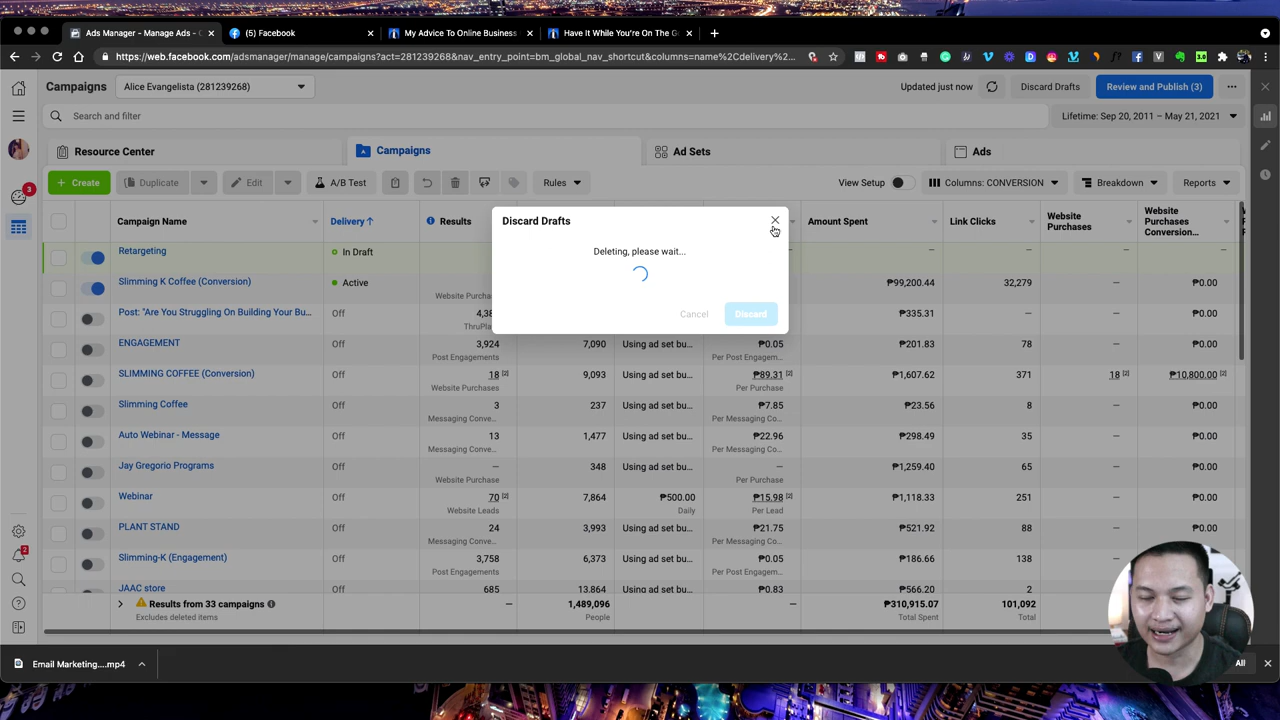 Ads Manager - Manage Ads - C
(5) Facebook
My Advice To Online Business
Have It While You're On The Go
https://web.facebook.com/adsmanager/manage/campaigns?act=281239268&nav_entry_point=bm_global_nav_shortcut&columns=name%2Cdelivery%2...
Campaigns
Alice Evangelista (281239268)
Updated just now
Discard Drafts
Review and Publish (3)
Search and filter
Lifetime: Sep 20, 2011 – May 21, 2021
Resource Center
Campaigns
Ad Sets
Ads
3
+ Create
Duplicate
Edit
A/B Test
Rules
View Setup
Columns: CONVERSION
Breakdown
Reports
Campaign Name
Delivery
Results
Amount Spent
Link Clicks
Website Purchases
Website Purchases Conversion...
Discard Drafts
Deleting, please wait...
Cancel
Discard
Retargeting
In Draft
—
—
—
—
Slimming K Coffee (Conversion)
Active
Website Purchas
₱99,200.44
32,279
—
₱0.00
Post: "Are You Struggling On Building Your Bu...
Off
4,38
ThruPla
₱335.31
—
—
₱0.00
ENGAGEMENT
Off
3,924
Post Engagements
7,090
Using ad set bu...
₱0.05
Per Post Engagem...
₱201.83
78
—
₱0.00
SLIMMING COFFEE (Conversion)
Off
18 [2]
Website Purchases
9,093
Using ad set bu...
₱89.31 [2]
Per Purchase
₱1,607.62
371
18 [2]
₱10,800.00 [2]
Slimming Coffee
Off
3
Messaging Conve...
237
Using ad set bu...
₱7.85
Per Messaging Co...
₱23.56
8
—
₱0.00
Auto Webinar - Message
Off
13
Messaging Conve...
1,477
Using ad set bu...
₱22.96
Per Messaging Co...
₱298.49
35
—
₱0.00
Jay Gregorio Programs
Off
—
Website Purchase
348
Using ad set bu...
—
Per Purchase
₱1,259.40
65
—
₱0.00
Webinar
Off
70 [2]
Website Leads
7,864
₱500.00
Daily
₱15.98 [2]
Per Lead
₱1,118.33
251
—
₱0.00
PLANT STAND
Off
24
Messaging Conve...
3,993
Using ad set bu...
₱21.75
Per Messaging Co...
₱521.92
88
—
₱0.00
Slimming-K (Engagement)
Off
3,758
Post Engagements
6,373
Using ad set bu...
₱0.05
Per Post Engagem...
₱186.66
138
—
₱0.00
2
JAAC store
Off
685
13,864
Using ad set bu...
₱0.83
₱566.20
2
—
₱0.00
Results from 33 campaigns
Excludes deleted items
—
1,489,096
People
—
₱310,915.07
Total Spent
101,092
Total
Email Marketing....mp4
All